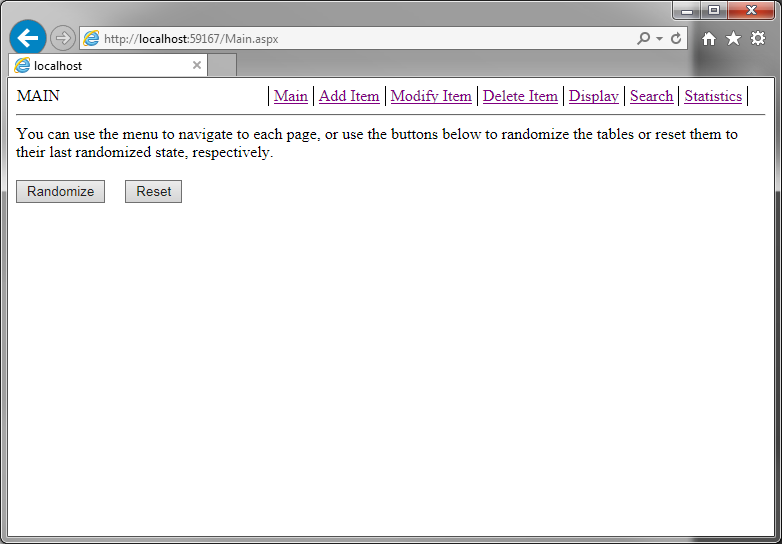 http://localhost:59167/Main.aspx
localhost
MAIN | Main | Add Item | Modify Item | Delete Item | Display | Search | Statistics |
You can use the menu to navigate to each page, or use the buttons below to randomize the tables or reset them to
their last randomized state, respectively.
Randomize Reset